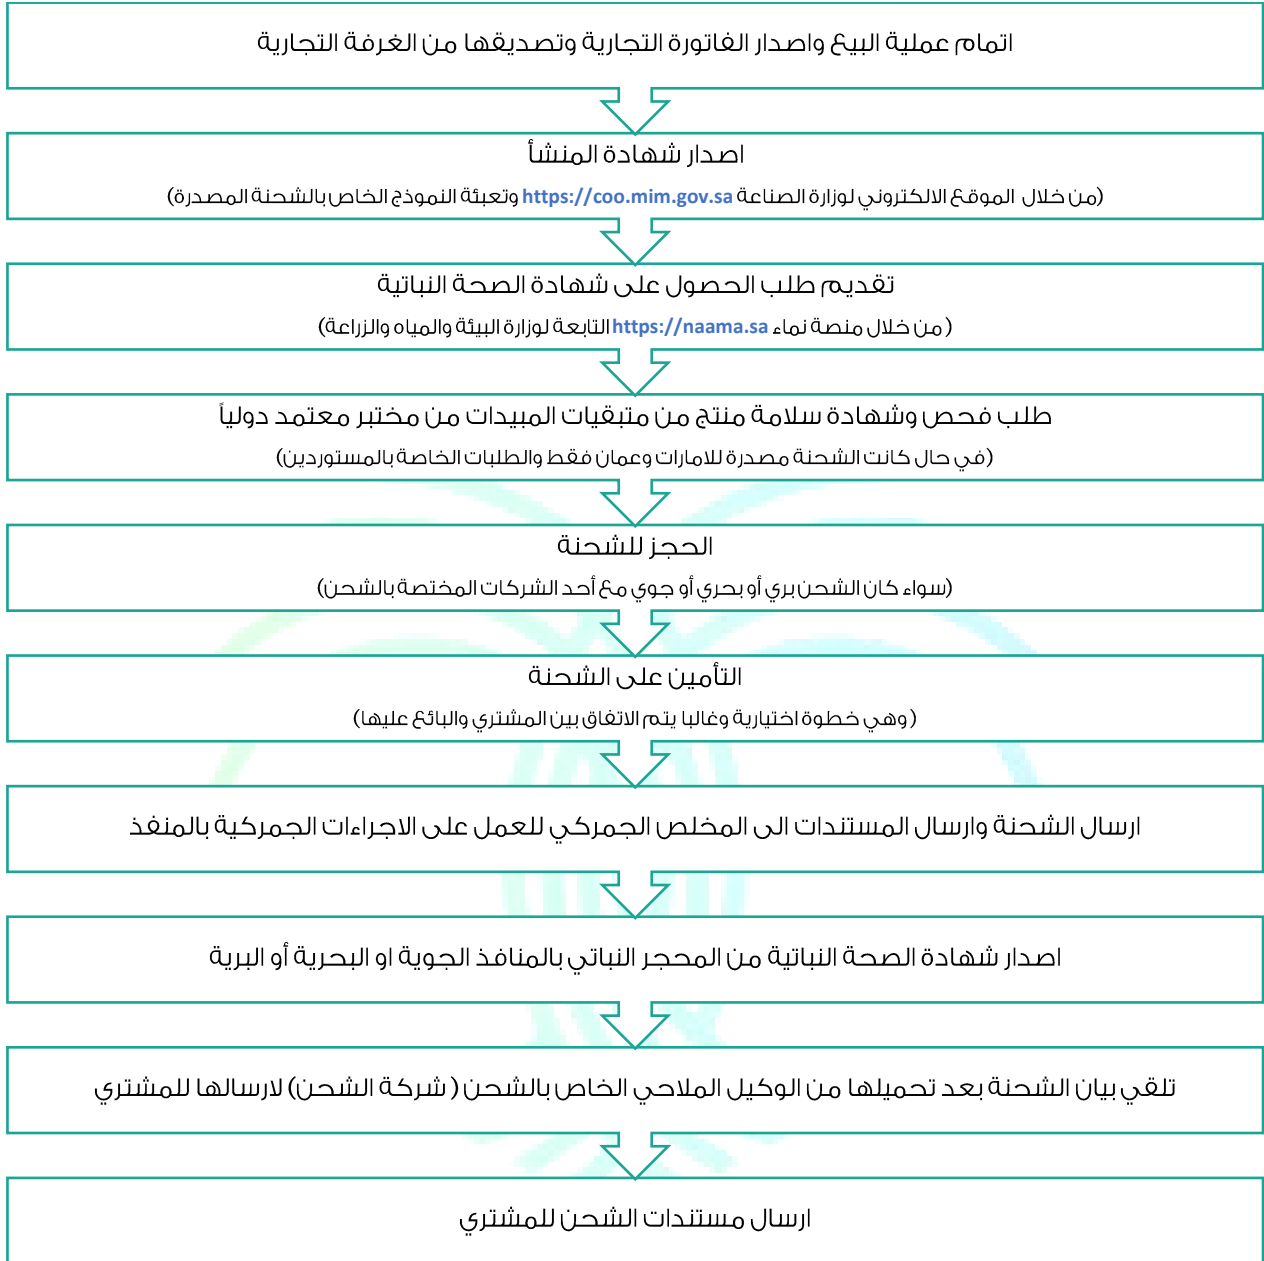 اتمام عملية البيع واصدار الفاتورة التجارية وتصديقها من الغرفة التجارية
اصدار شهادة المنشأ
(من خلال الموقع الالكتروني لوزارة الصناعة https://coo.mim.gov.sa وتعبئة النموذج الخاص بالشحنة المصدرة)
تقديم طلب الحصول على شهادة الصحة النباتية
(من خلال منصة نماء https://naama.sa التابعة لوزارة البيئة والمياه والزراعة)
طلب فحص وشهادة سلامة منتج من متبقيات المبيدات من مختبر معتمد دولياً
(في حال كانت الشحنة مصدرة للامارات وعمان فقط والطلبات الخاصة بالمستوردين)
الحجز للشحنة
(سواء كان الشحن بري أو بحري أو جوي مع أحد الشركات المختصة بالشحن)
التأمين على الشحنة
(وهي خطوة اختيارية وغالبا يتم الاتفاق بين المشتري والبائع عليها)
ارسال الشحنة وارسال المستندات الى المخلص الجمركي للعمل على الاجراءات الجمركية بالمنفذ
اصدار شهادة الصحة النباتية من المحجر النباتي بالمنافذ الجوية او البحرية أو البرية
تلقي بيان الشحنة بعد تحميلها من الوكيل الملاحي الخاص بالشحن ( شركة الشحن) لارسالها للمشتري
ارسال مستندات الشحن للمشتري